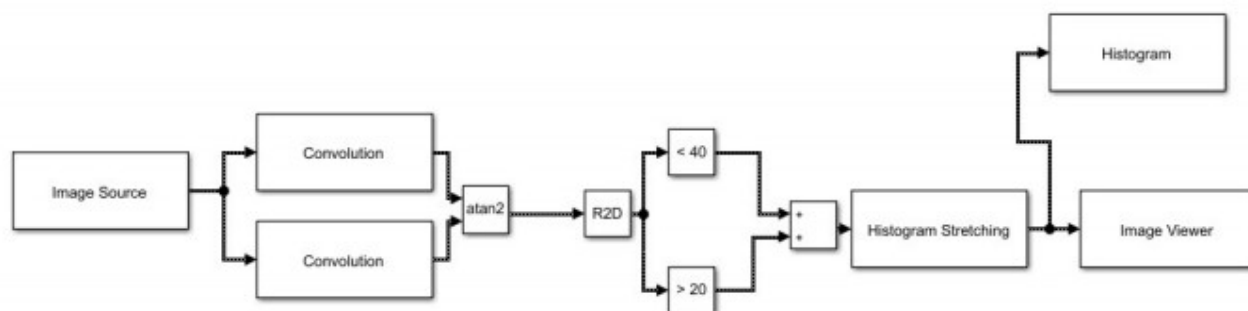 Image Source
Convolution
Convolution
atan2
R2D
< 40
> 20
+
+
Histogram Stretching
Histogram
Image Viewer